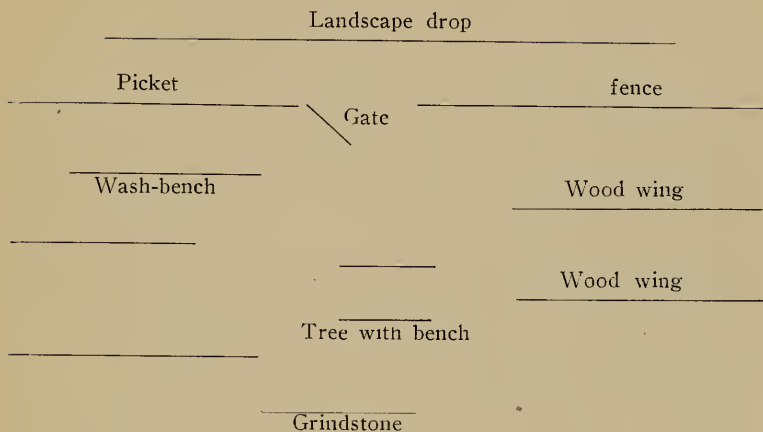 Landscape drop
Picket fence
Gate
Wash-bench
Wood wing
Wood wing
Tree with bench
Grindstone